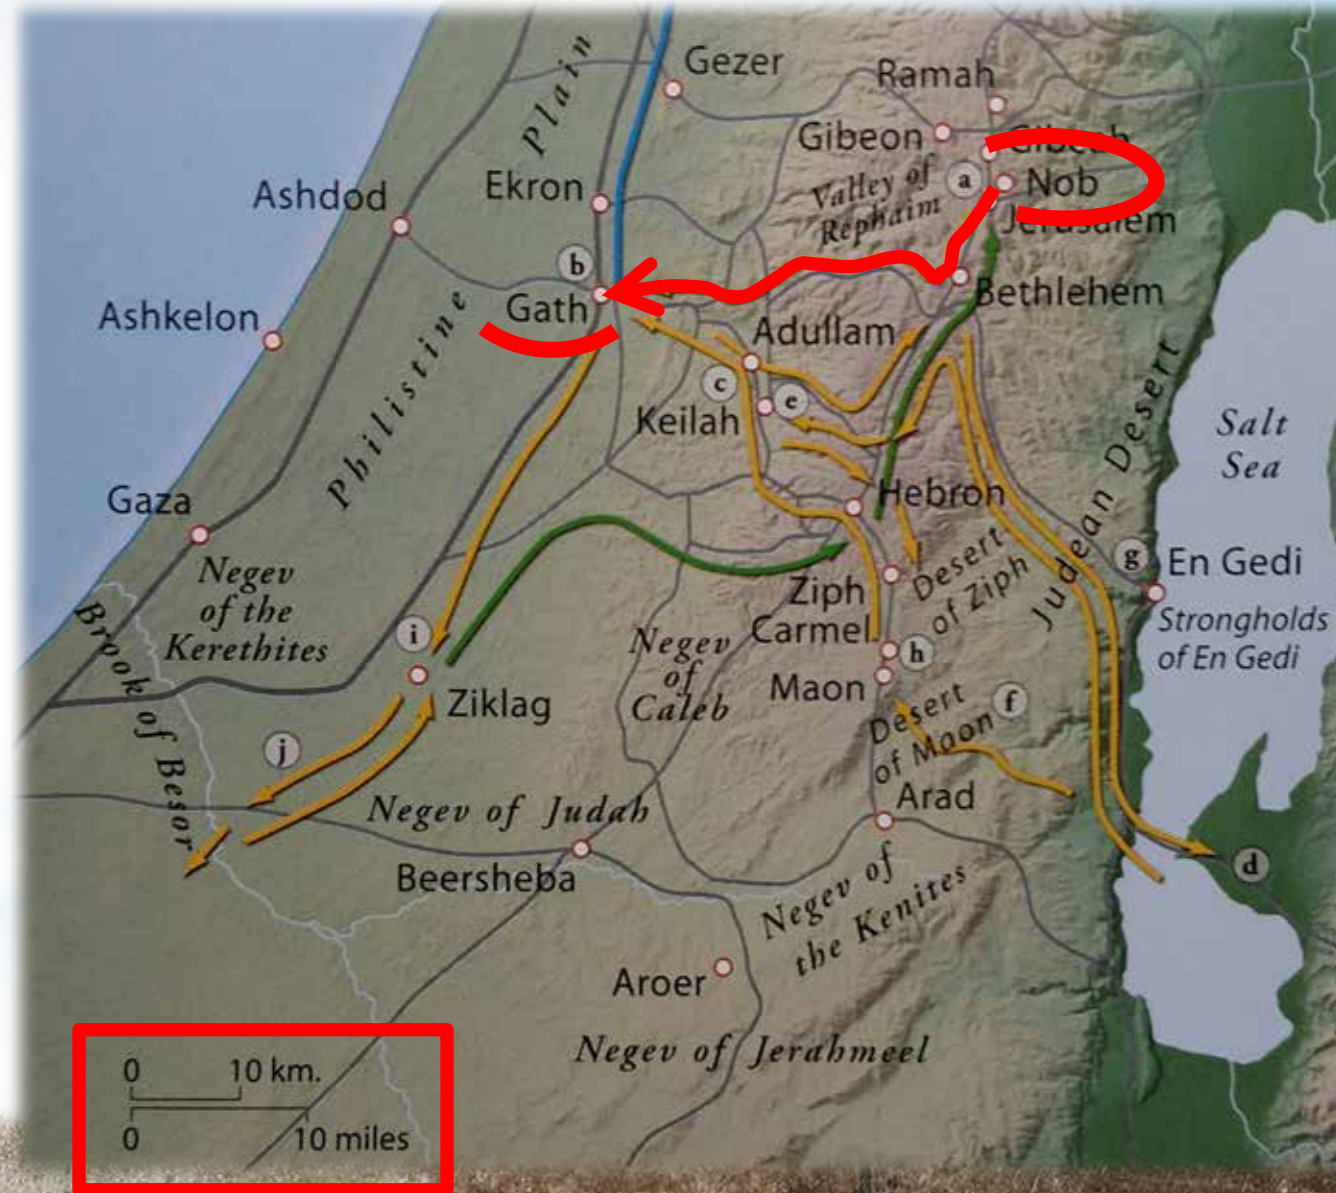 Gezer
Ramah
Plain
Gibeon
Gibeah
Ekron
Valley of
Rephaim
a
Nob
Ashdod
Jerusalem
b
Gath
Bethlehem
Ashkelon
Adullam
Philistine
c
e
Keilah
Salt
Sea
Judean Desert
Gaza
Hebron
g
En Gedi
Strongholds
of En Gedi
Desert
of Ziph
Ziph
Carmel
Negev
of the
Kerethites
Brook of Besor
i
Ziklag
Negev
of
Caleb
h
Maon
Desert
of Maon
f
j
Arad
Negev of Judah
Beersheba
d
Negev of
the Kenites
Aroer
Negev of Jerahmeel
0 10 km.
0 10 miles